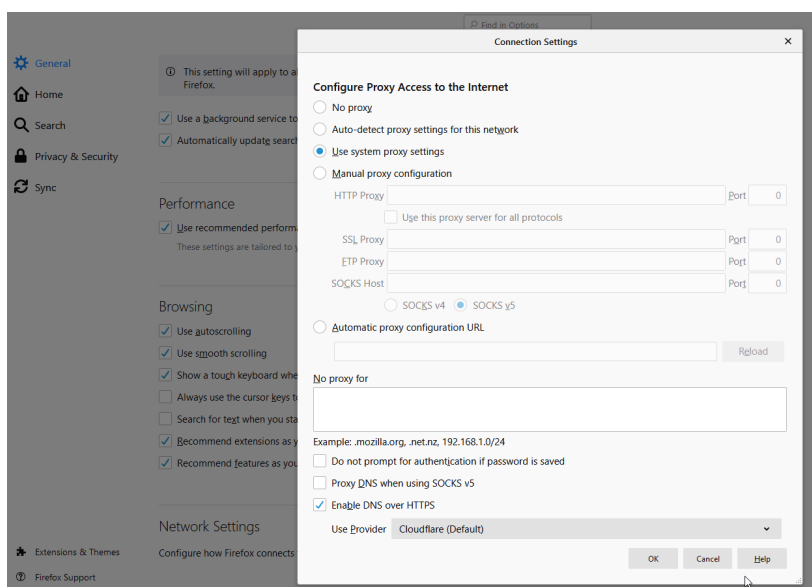 Find in Options
General
Home
Search
Privacy & Security
Sync
Extensions & Themes
Firefox Support
This setting will apply to a
Firefox.
Use a background service to
Automatically update search
Performance
Use recommended performa
These settings are tailored to y
Browsing
Use autoscrolling
Use smooth scrolling
Show a touch keyboard whe
Always use the cursor keys t
Search for text when you sta
Recommend extensions as y
Recommend features as you
Network Settings
Configure how Firefox connects
Connection Settings
Configure Proxy Access to the Internet
No proxy
Auto-detect proxy settings for this network
Use system proxy settings
Manual proxy configuration
HTTP Proxy Port 0
Use this proxy server for all protocols
SSL Proxy Port 0
FTP Proxy Port 0
SOCKS Host Port 0
SOCKS v4 SOCKS v5
Automatic proxy configuration URL
Reload
No proxy for
Example: .mozilla.org, .net.nz, 192.168.1.0/24
Do not prompt for authentication if password is saved
Proxy DNS when using SOCKS v5
Enable DNS over HTTPS
Use Provider Cloudflare (Default)
OK Cancel Help